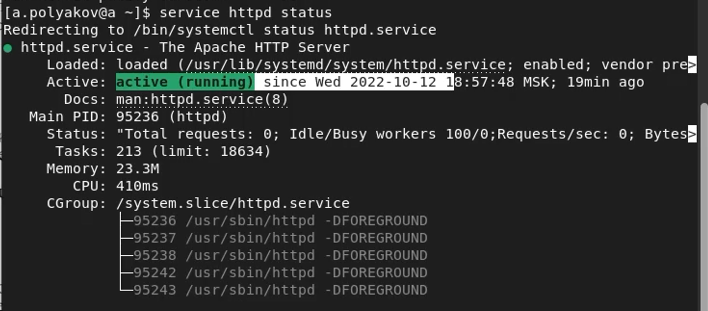 [a.polyakov@a ~]$ service httpd status
Redirecting to /bin/systemctl status httpd.service
● httpd.service - The Apache HTTP Server
Loaded: loaded (/usr/lib/systemd/system/httpd.service; enabled; vendor pre>
Active: active (running) since Wed 2022-10-12 18:57:48 MSK; 19min ago
Docs: man:httpd.service(8)
Main PID: 95236 (httpd)
Status: "Total requests: 0; Idle/Busy workers 100/0;Requests/sec: 0; Bytes>
Tasks: 213 (limit: 18634)
Memory: 23.3M
CPU: 410ms
CGroup: /system.slice/httpd.service
├─95236 /usr/sbin/httpd -DFOREGROUND
├─95237 /usr/sbin/httpd -DFOREGROUND
├─95238 /usr/sbin/httpd -DFOREGROUND
├─95242 /usr/sbin/httpd -DFOREGROUND
└─95243 /usr/sbin/httpd -DFOREGROUND